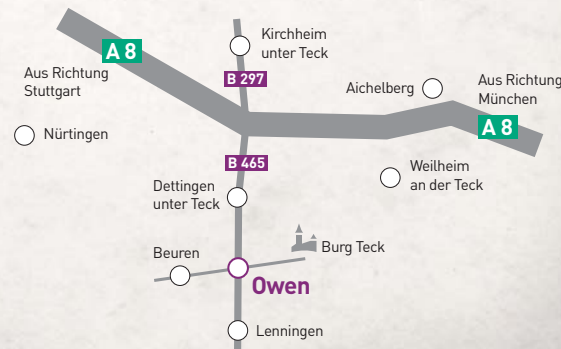 Kirchheim
unter Teck
A 8
B 297
Aus Richtung
Stuttgart
Aichelberg
Aus Richtung
München
A 8
Nürtingen
B 465
Weilheim
an der Teck
Dettingen
unter Teck
Burg Teck
Beuren
Owen
Lenningen